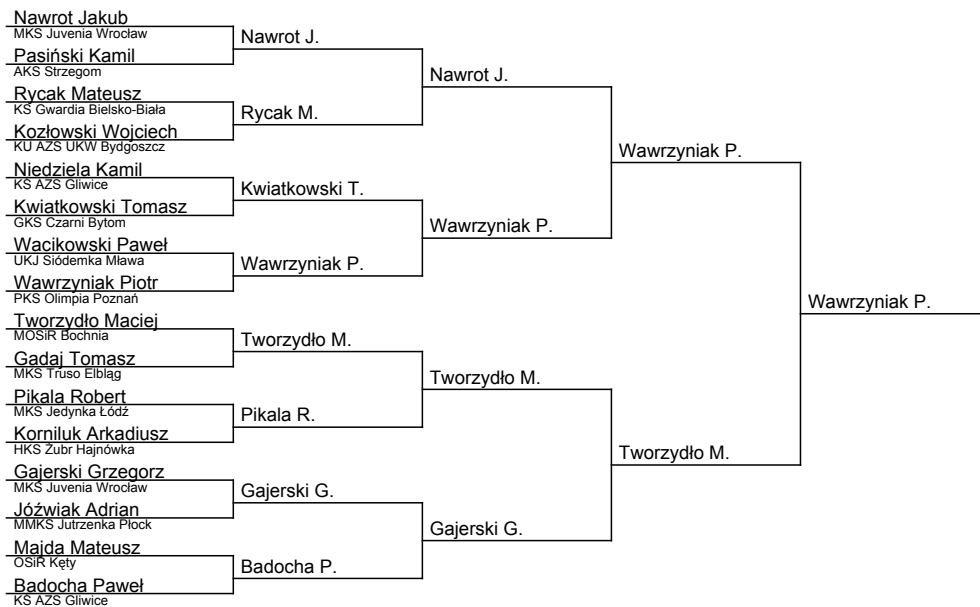 Nawrot Jakub
MKS Juvenia Wrocław
Pasiński Kamil
AKS Strzegom
Rycak Mateusz
KS Gwardia Bielsko-Biała
Kozłowski Wojciech
KU AZS UKW Bydgoszcz
Niedziela Kamil
KS AZS Gliwice
Kwiatkowski Tomasz
GKS Czarni Bytom
Wacikowski Paweł
UKJ Siódemka Mława
Wawrzyniak Piotr
PKS Olimpia Poznań
Tworzydło Maciej
MOSiR Bochnia
Gadaj Tomasz
MKS Truso Elbląg
Pikala Robert
MKS Jedynka Łódź
Korniluk Arkadiusz
HKS Żubr Hajnówka
Gajerski Grzegorz
MKS Juvenia Wrocław
Jóźwiak Adrian
MMKS Jutrzenka Płock
Majda Mateusz
OSiR Kęty
Badocha Paweł
KS AZS Gliwice
Nawrot J.
Rycak M.
Kwiatkowski T.
Wawrzyniak P.
Tworzydło M.
Pikala R.
Gajerski G.
Badocha P.
Nawrot J.
Wawrzyniak P.
Tworzydło M.
Gajerski G.
Wawrzyniak P.
Tworzydło M.
Wawrzyniak P.